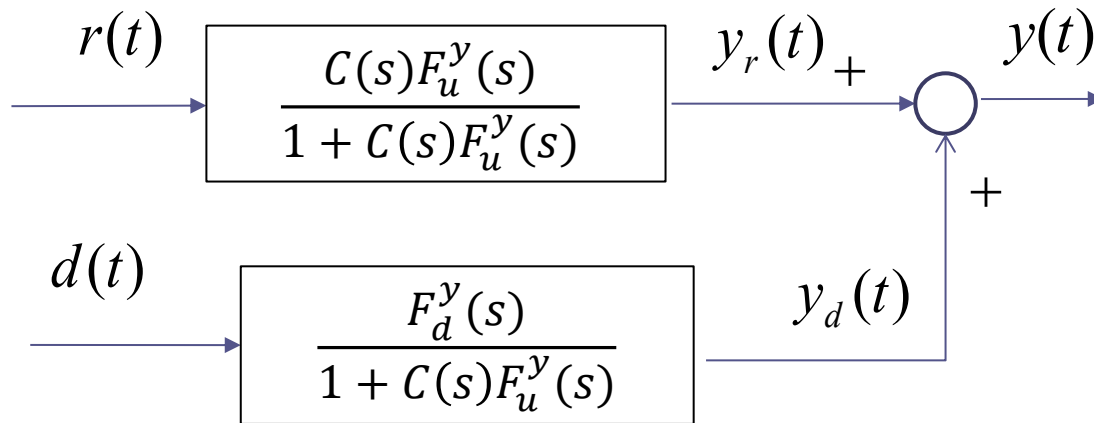 r(t)
C(s)F_u^y(s)
1 + C(s)F_u^y(s)
y_r(t)
+
y(t)
+
d(t)
F_d^y(s)
1 + C(s)F_u^y(s)
y_d(t)